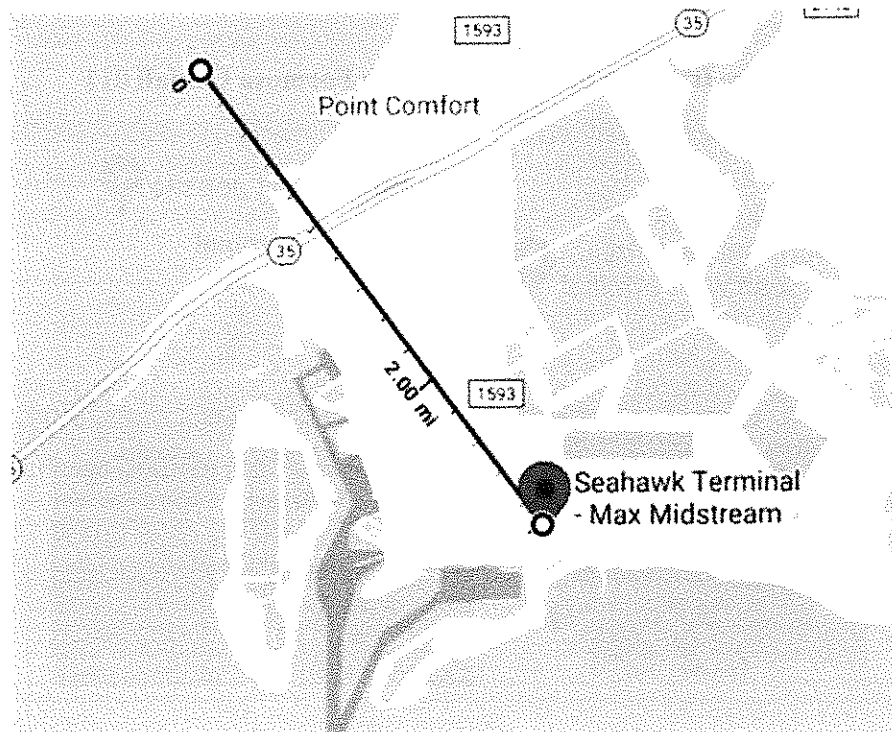 1593
35
0
Point Comfort
35
2.00 mi
1593
Seahawk Terminal
- Max Midstream